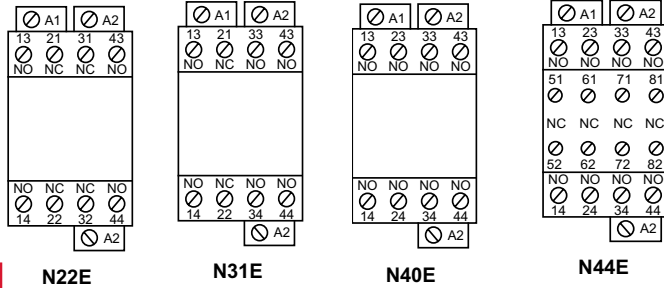 A1 A2
13 21 31 43
NO NC NC NO
NO NC NC NO
14 22 32 44
A2
N22E
A1 A2
13 21 33 43
NO NC NO NO
NO NC NO NO
14 22 34 44
A2
N31E
A1 A2
13 23 33 43
NO NO NO NO
NO NO NO NO
14 24 34 44
A2
N40E
A1 A2
13 23 33 43
NO NO NO NO
51 61 71 81
NC NC NC NC
52 62 72 82
NO NO NO NO
14 24 34 44
A2
N44E